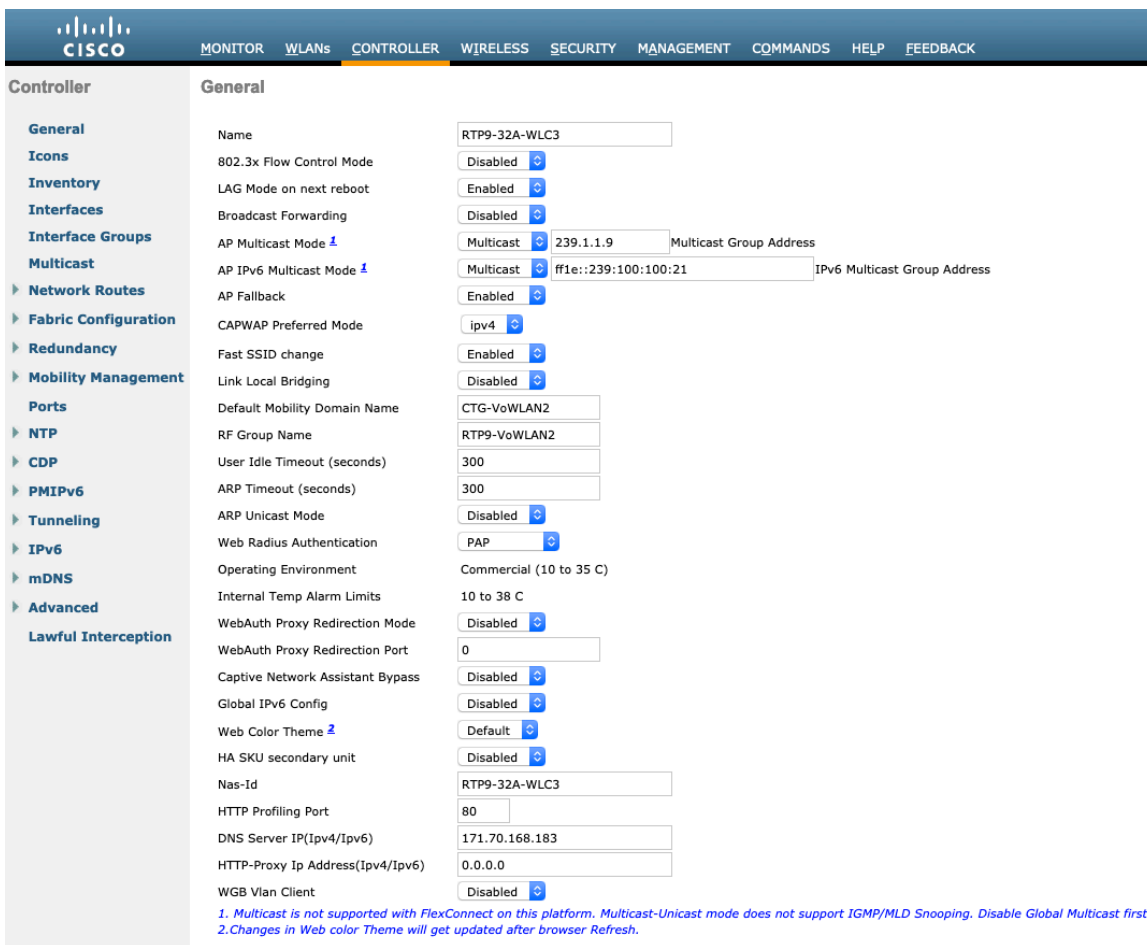 CISCO
MONITOR WLANs CONTROLLER WIRELESS SECURITY MANAGEMENT COMMANDS HELP FEEDBACK
Controller
General
Icons
Inventory
Interfaces
Interface Groups
Multicast
Network Routes
Fabric Configuration
Redundancy
Mobility Management
Ports
NTP
CDP
PMIPv6
Tunneling
IPv6
mDNS
Advanced
Lawful Interception
General
Name RTP9-32A-WLC3
802.3x Flow Control Mode Disabled
LAG Mode on next reboot Enabled
Broadcast Forwarding Disabled
AP Multicast Mode 1 Multicast 239.1.1.9 Multicast Group Address
AP IPv6 Multicast Mode 1 Multicast ff1e::239:100:100:21 IPv6 Multicast Group Address
AP Fallback Enabled
CAPWAP Preferred Mode ipv4
Fast SSID change Enabled
Link Local Bridging Disabled
Default Mobility Domain Name CTG-VoWLAN2
RF Group Name RTP9-VoWLAN2
User Idle Timeout (seconds) 300
ARP Timeout (seconds) 300
ARP Unicast Mode Disabled
Web Radius Authentication PAP
Operating Environment Commercial (10 to 35 C)
Internal Temp Alarm Limits 10 to 38 C
WebAuth Proxy Redirection Mode Disabled
WebAuth Proxy Redirection Port 0
Captive Network Assistant Bypass Disabled
Global IPv6 Config Disabled
Web Color Theme 2 Default
HA SKU secondary unit Disabled
Nas-Id RTP9-32A-WLC3
HTTP Profiling Port 80
DNS Server IP(Ipv4/Ipv6) 171.70.168.183
HTTP-Proxy Ip Address(Ipv4/Ipv6) 0.0.0.0
WGB Vlan Client Disabled
1. Multicast is not supported with FlexConnect on this platform. Multicast-Unicast mode does not support IGMP/MLD Snooping. Disable Global Multicast first
2.Changes in Web color Theme will get updated after browser Refresh.